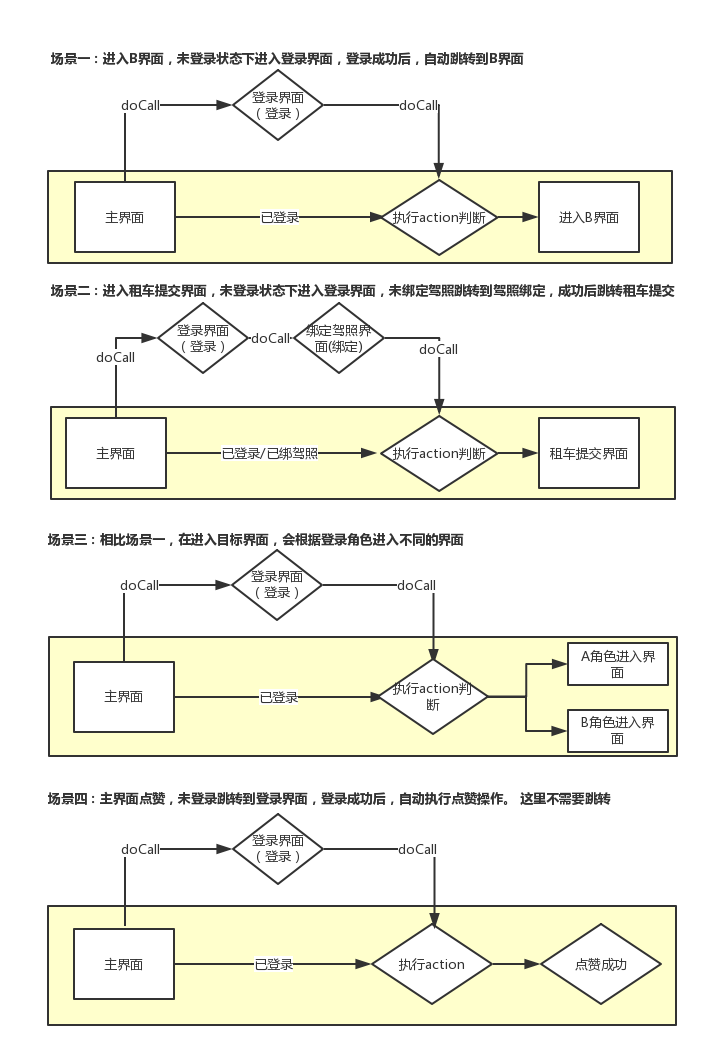 场景一：进入B界面，未登录状态下进入登录界面，登录成功后，自动跳转到B界面
doCall
登录界面
（登录）
doCall
主界面
已登录
执行action判断
进入B界面
场景二：进入租车提交界面，未登录状态下进入登录界面，未绑定驾照跳转到驾照绑定，成功后跳转租车提交
doCall
登录界面
（登录）
doCall
绑定驾照界
面(绑定)
doCall
主界面
已登录/已绑驾照
执行action判断
租车提交界面
场景三：相比场景一，在进入目标界面，会根据登录角色进入不同的界面
doCall
登录界面
（登录）
doCall
主界面
已登录
执行action判
断
A角色进入界
面
B角色进入界
面
场景四：主界面点赞，未登录跳转到登录界面，登录成功后，自动执行点赞操作。 这里不需要跳转
doCall
登录界面
（登录）
doCall
主界面
已登录
执行action
点赞成功